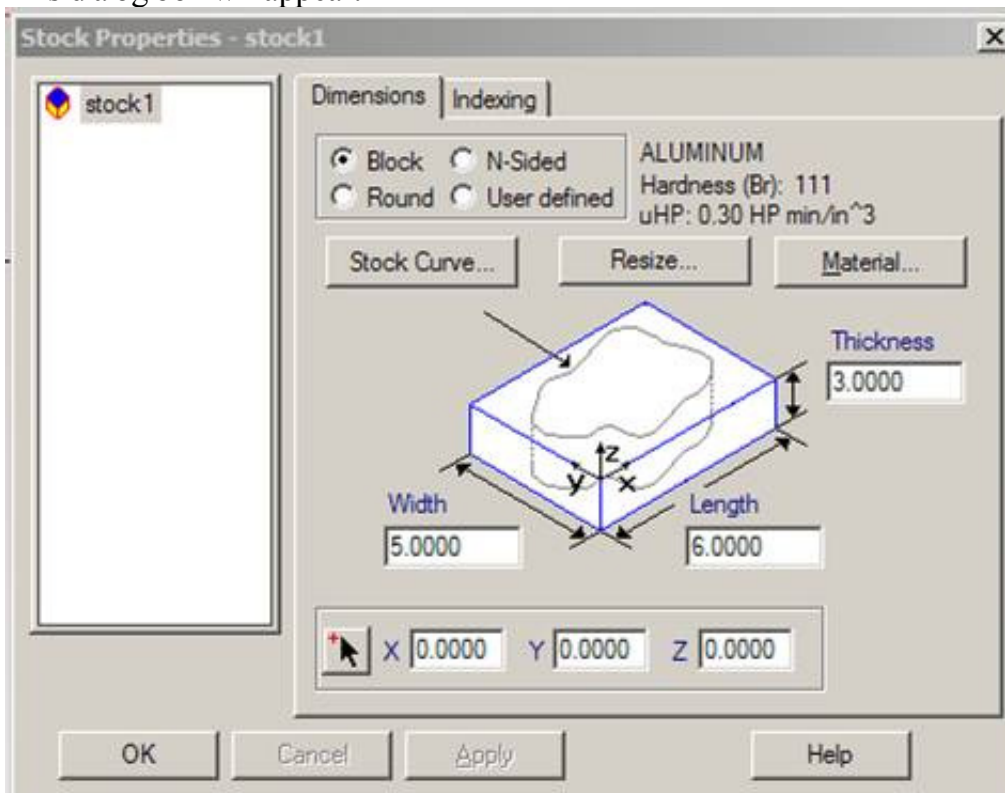 Stock Properties - stock1
stock1
Dimensions Indexing
Block N-Sided
Round User defined
ALUMINUM
Hardness (Br): 111
uHP: 0.30 HP min/in^3
Stock Curve... Resize... Material...
Thickness
3.0000
z
y x
Width
5.0000
Length
6.0000
X 0.0000 Y 0.0000 Z 0.0000
OK Cancel Apply Help